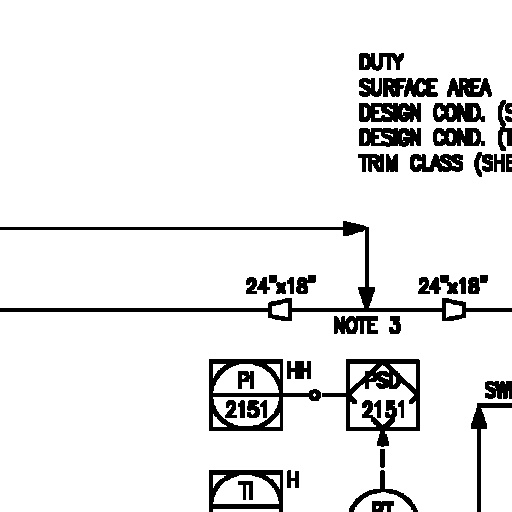 DUTY
SURFACE AREA
DESIGN COND. (S
DESIGN COND. (T
TRIM CLASS (SHE
24"x18"
24"x18"
NOTE 3
PI
2151
HH
PSD
2151
SW
TI
H
PT